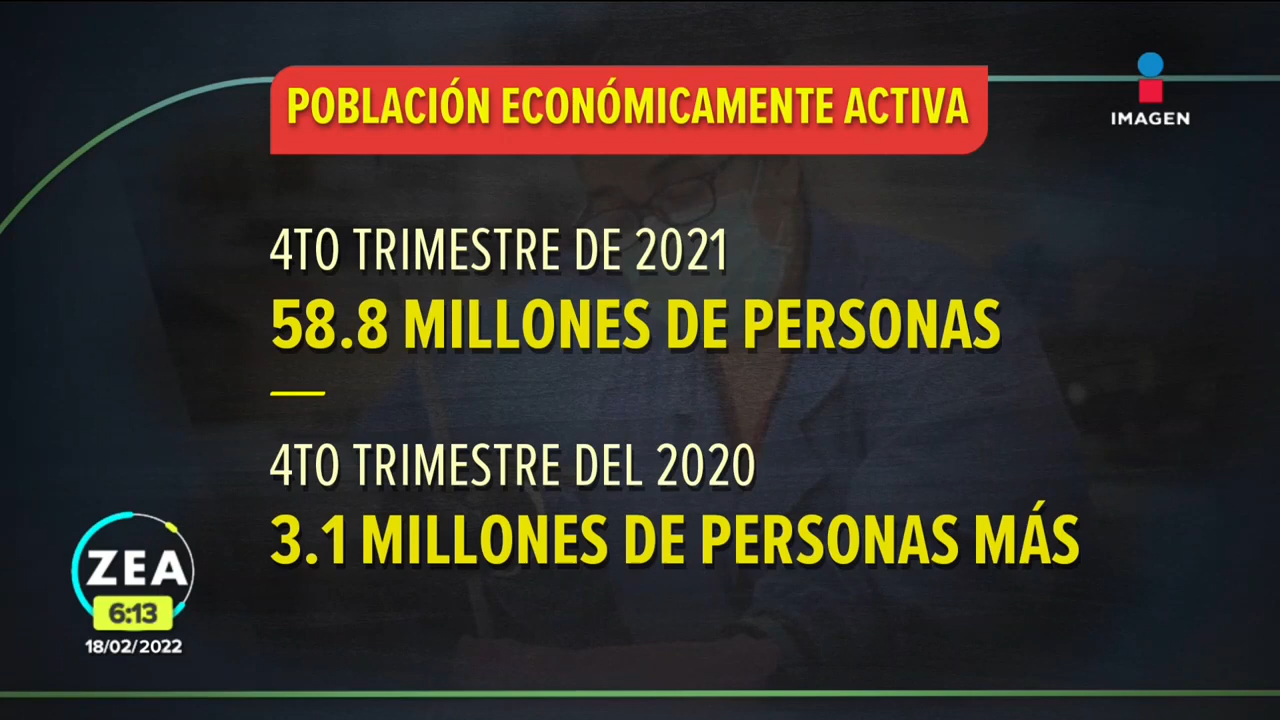 POBLACIÓN ECONÓMICAMENTE ACTIVA
IMAGEN
4TO TRIMESTRE DE 2021
58.8 MILLONES DE PERSONAS
4TO TRIMESTRE DEL 2020
3.1 MILLONES DE PERSONAS MÁS
ZEA
6:13
18/02/2022